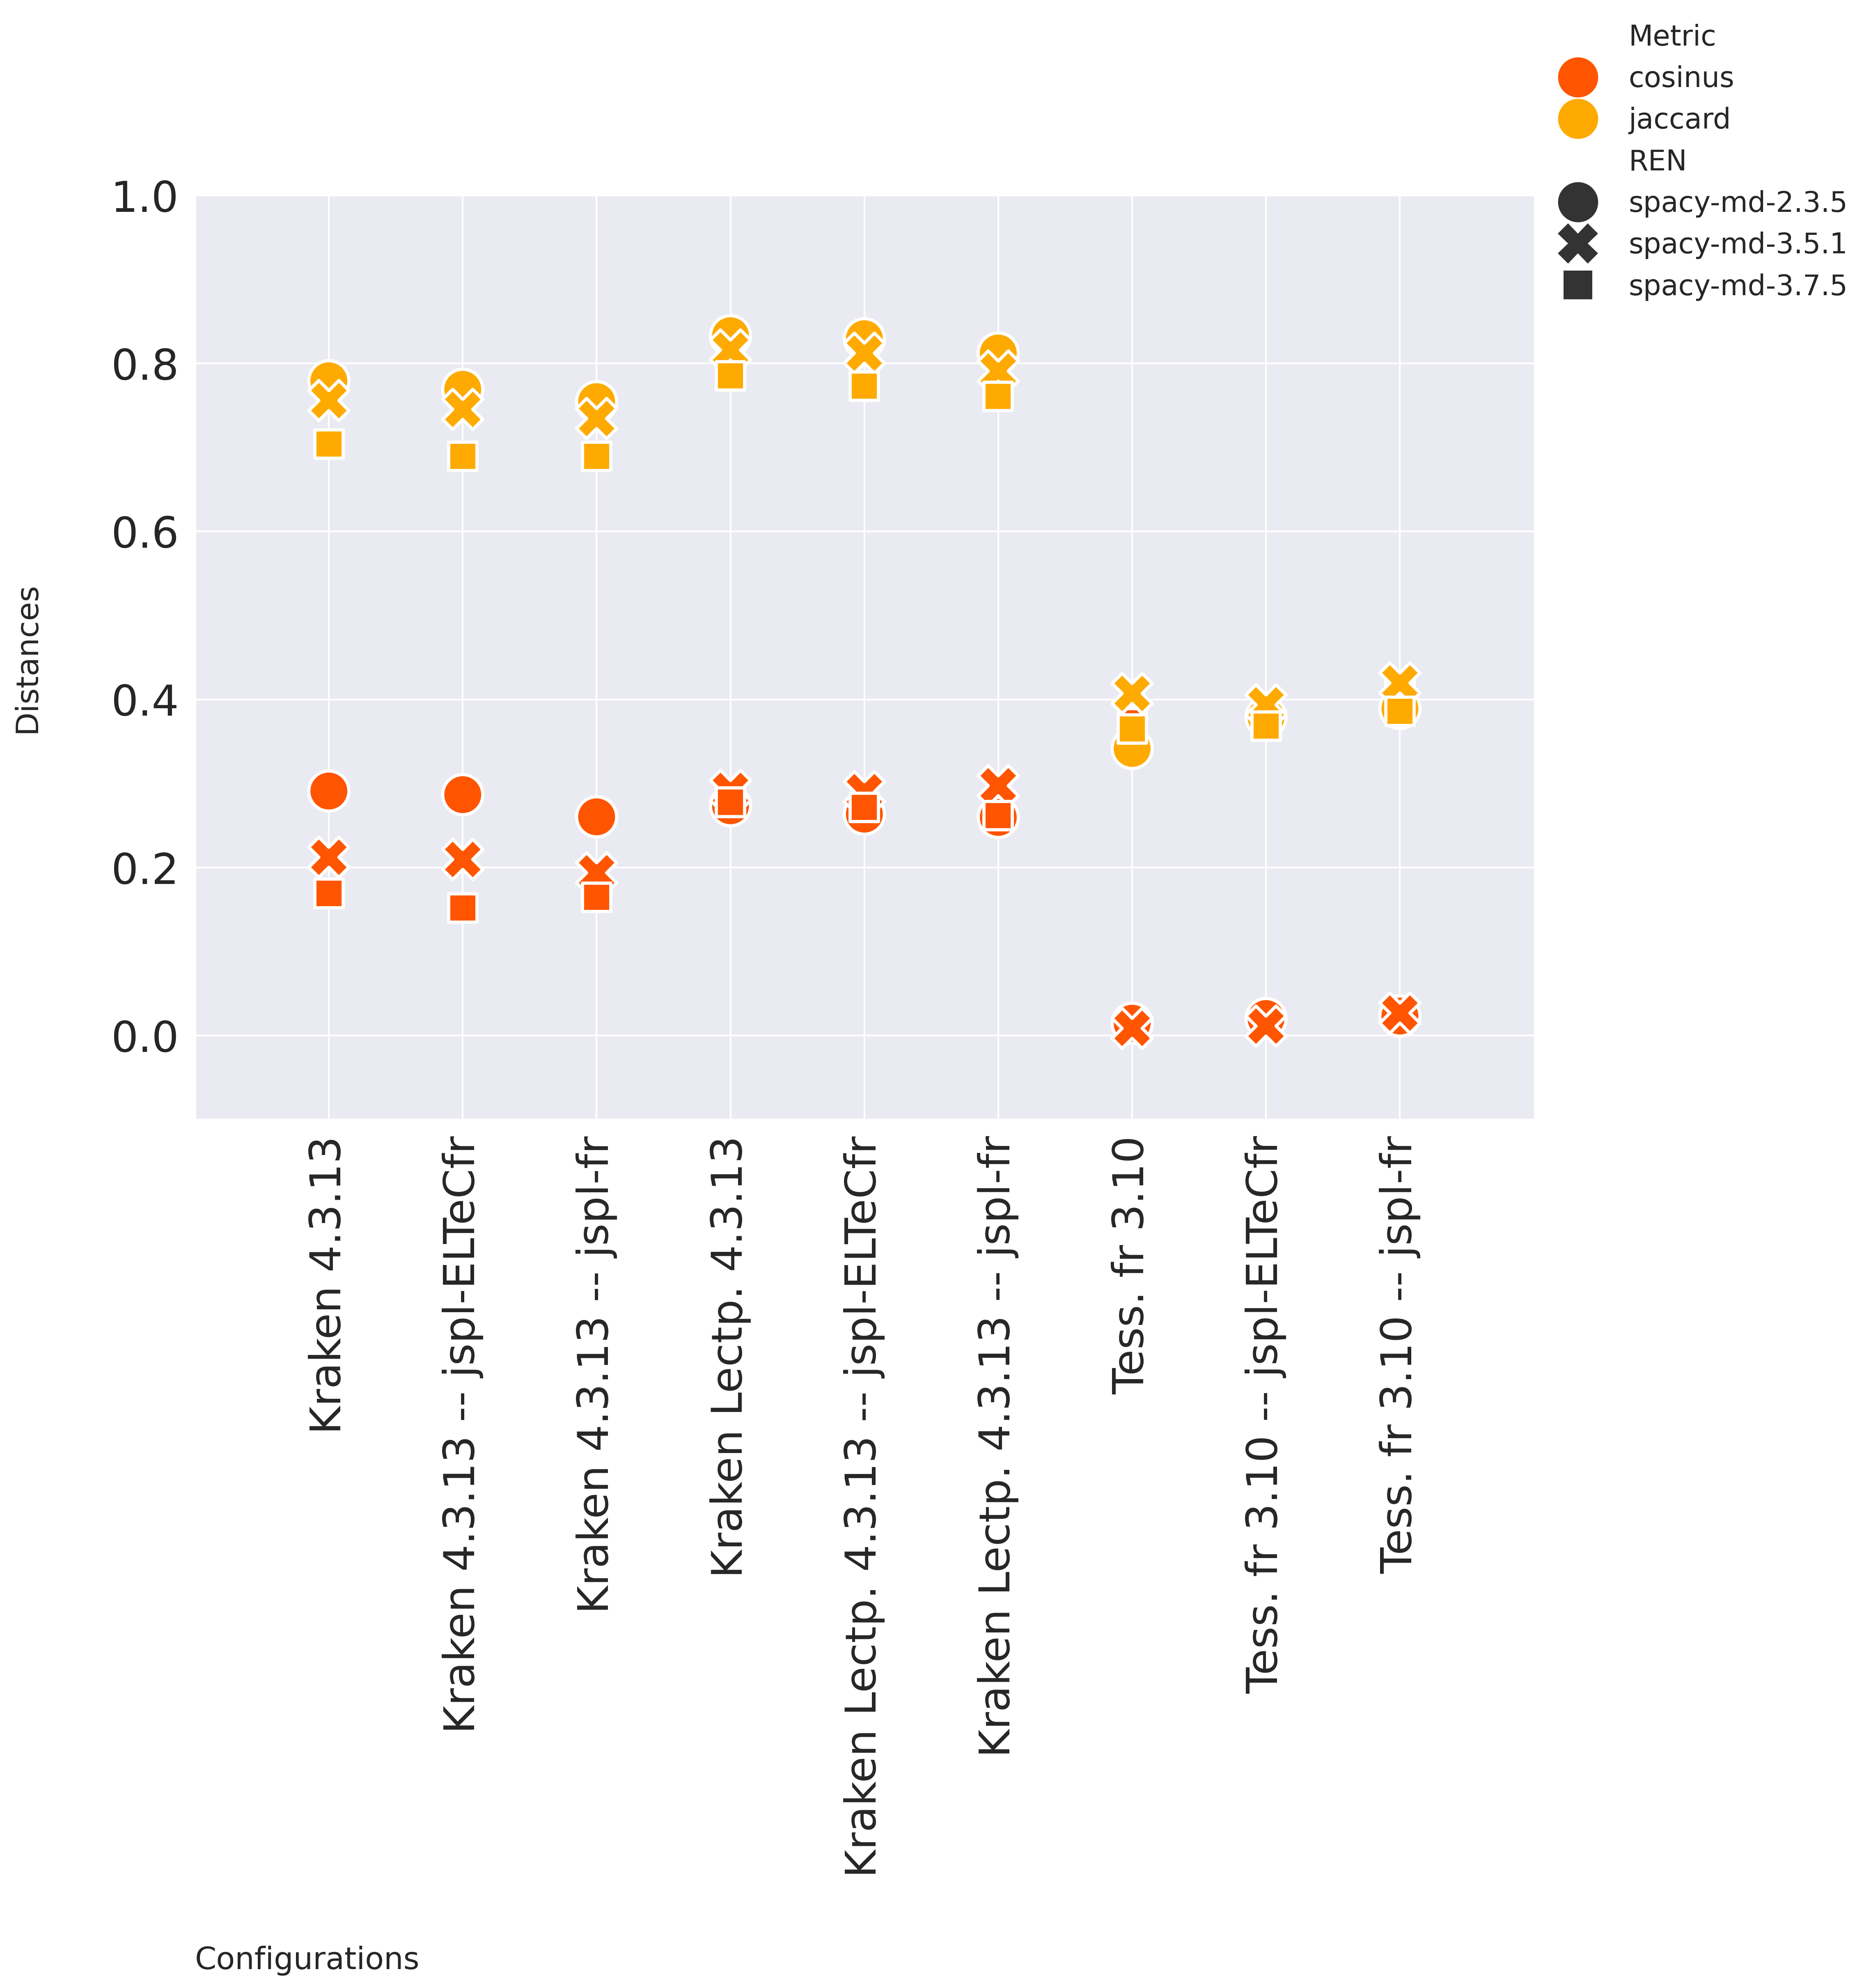 Metric
cosinus
jaccard
REN
spacy-md-2.3.5
spacy-md-3.5.1
spacy-md-3.7.5
1.0
0.8
0.6
0.4
0.2
0.0
Distances
Kraken 4.3.13
Kraken 4.3.13 -- jspl-ELTeCfr
Kraken 4.3.13 -- jspl-fr
Kraken Lectp. 4.3.13
Kraken Lectp. 4.3.13 -- jspl-ELTeCfr
Kraken Lectp. 4.3.13 -- jspl-fr
Tess. fr 3.10
Tess. fr 3.10 -- jspl-ELTeCfr
Tess. fr 3.10 -- jspl-fr
Configurations